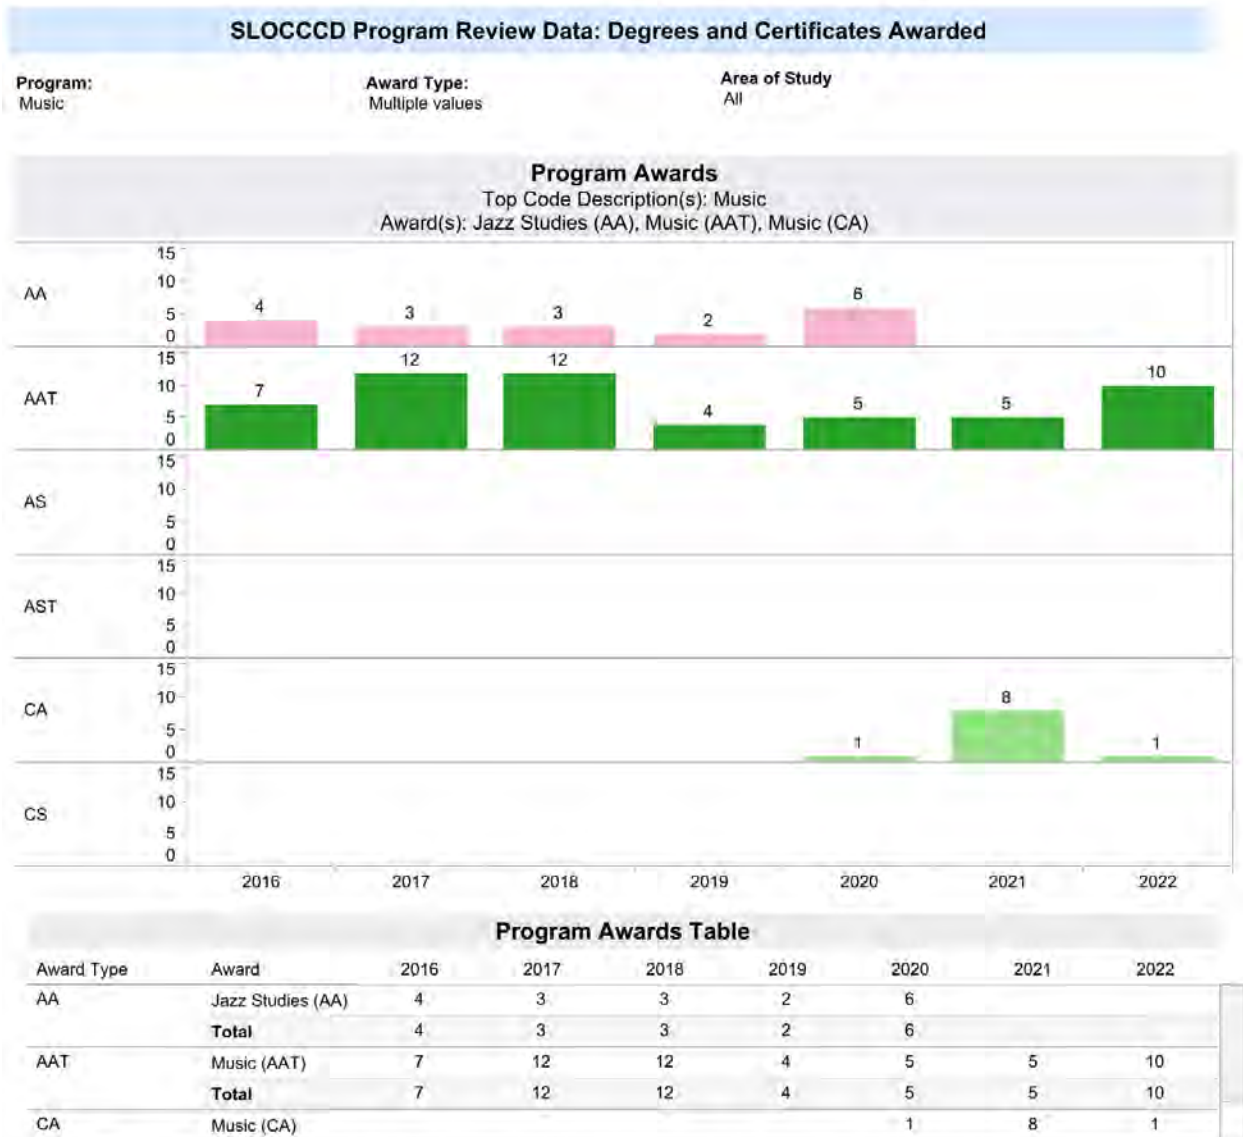 SLOCCCD Program Review Data: Degrees and Certificates Awarded
Program: Award Type: Area of Study
Music Multiple values All
Program Awards
Top Code Description(s): Music
Award(s): Jazz Studies (AA), Music (AAT), Music (CA)
AA 15 10 5 0 4 3 3 2 6
AAT 15 10 5 0 7 12 12 4 5 5 10
AS 15 10 5 0
AST 15 10 5 0
CA 15 10 5 0 1 8 1
CS 15 10 5 0
2016 2017 2018 2019 2020 2021 2022
Program Awards Table
Award Type Award 2016 2017 2018 2019 2020 2021 2022
AA Jazz Studies (AA) 4 3 3 2 6
Total 4 3 3 2 6
AAT Music (AAT) 7 12 12 4 5 5 10
Total 7 12 12 4 5 5 10
CA Music (CA) 1 8 1